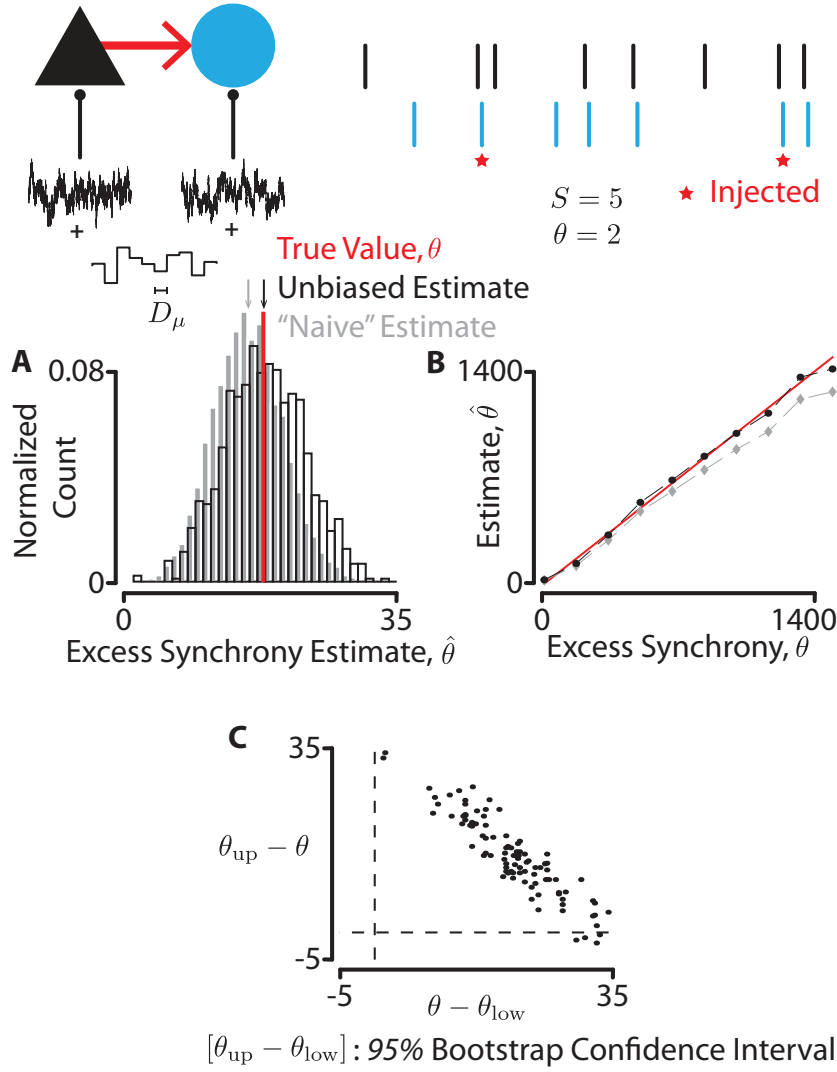 S = 5
θ = 2
★ Injected
+
+
D_μ
True Value, θ
Unbiased Estimate
“Naive” Estimate
A
0.08
0
Normalized
Count
0
35
Excess Synchrony Estimate, θ̂
B
1400
0
Estimate, θ̂
0
1400
Excess Synchrony, θ
C
35
θ_up − θ
-5
-5
35
θ − θ_low
[θ_up − θ_low] : 95% Bootstrap Confidence Interval